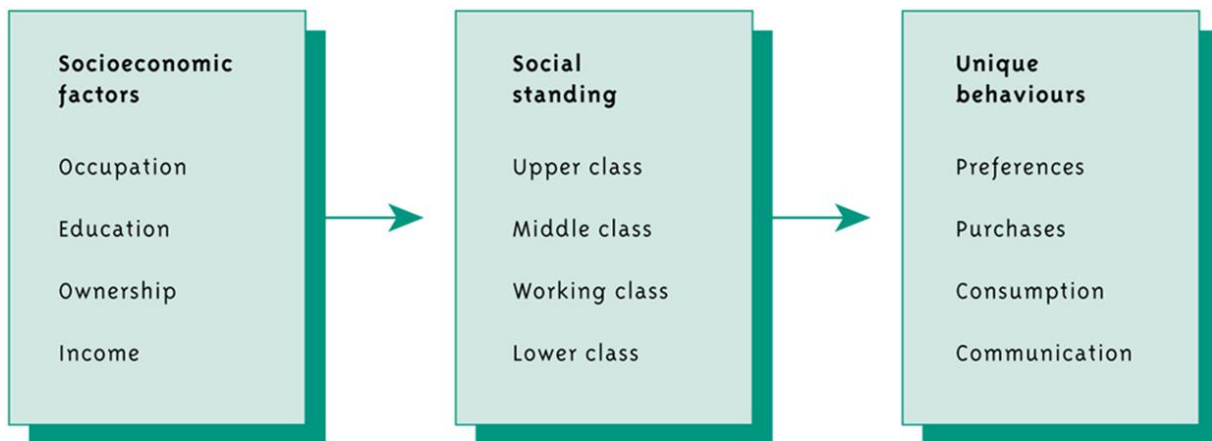 Socioeconomic
factors
Occupation
Education
Ownership
Income
Social
standing
Upper class
Middle class
Working class
Lower class
Unique
behaviours
Preferences
Purchases
Consumption
Communication